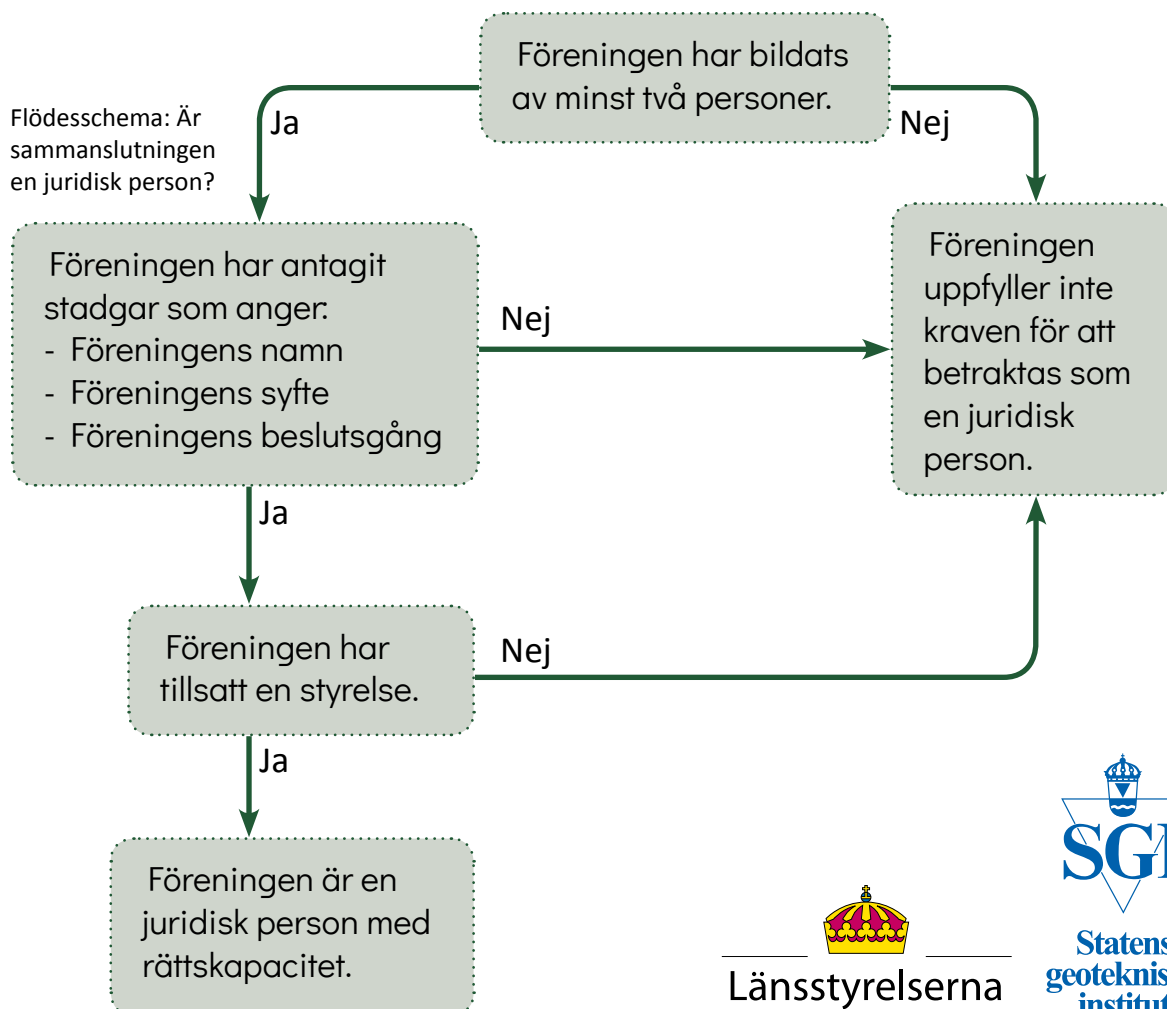 Flödesschema: Är
sammanslutningen
en juridisk person?
Föreningen har bildats
av minst två personer.
Ja
Nej
Föreningen har antagit
stadgar som anger:
- Föreningens namn
- Föreningens syfte
- Föreningens beslutsgång
Nej
Föreningen
uppfyller inte
kraven för att
betraktas som
en juridisk
person.
Ja
Föreningen har
tillsatt en styrelse.
Nej
Ja
Föreningen är en
juridisk person med
rättskapacitet.
Länsstyrelserna
SGI
Statens